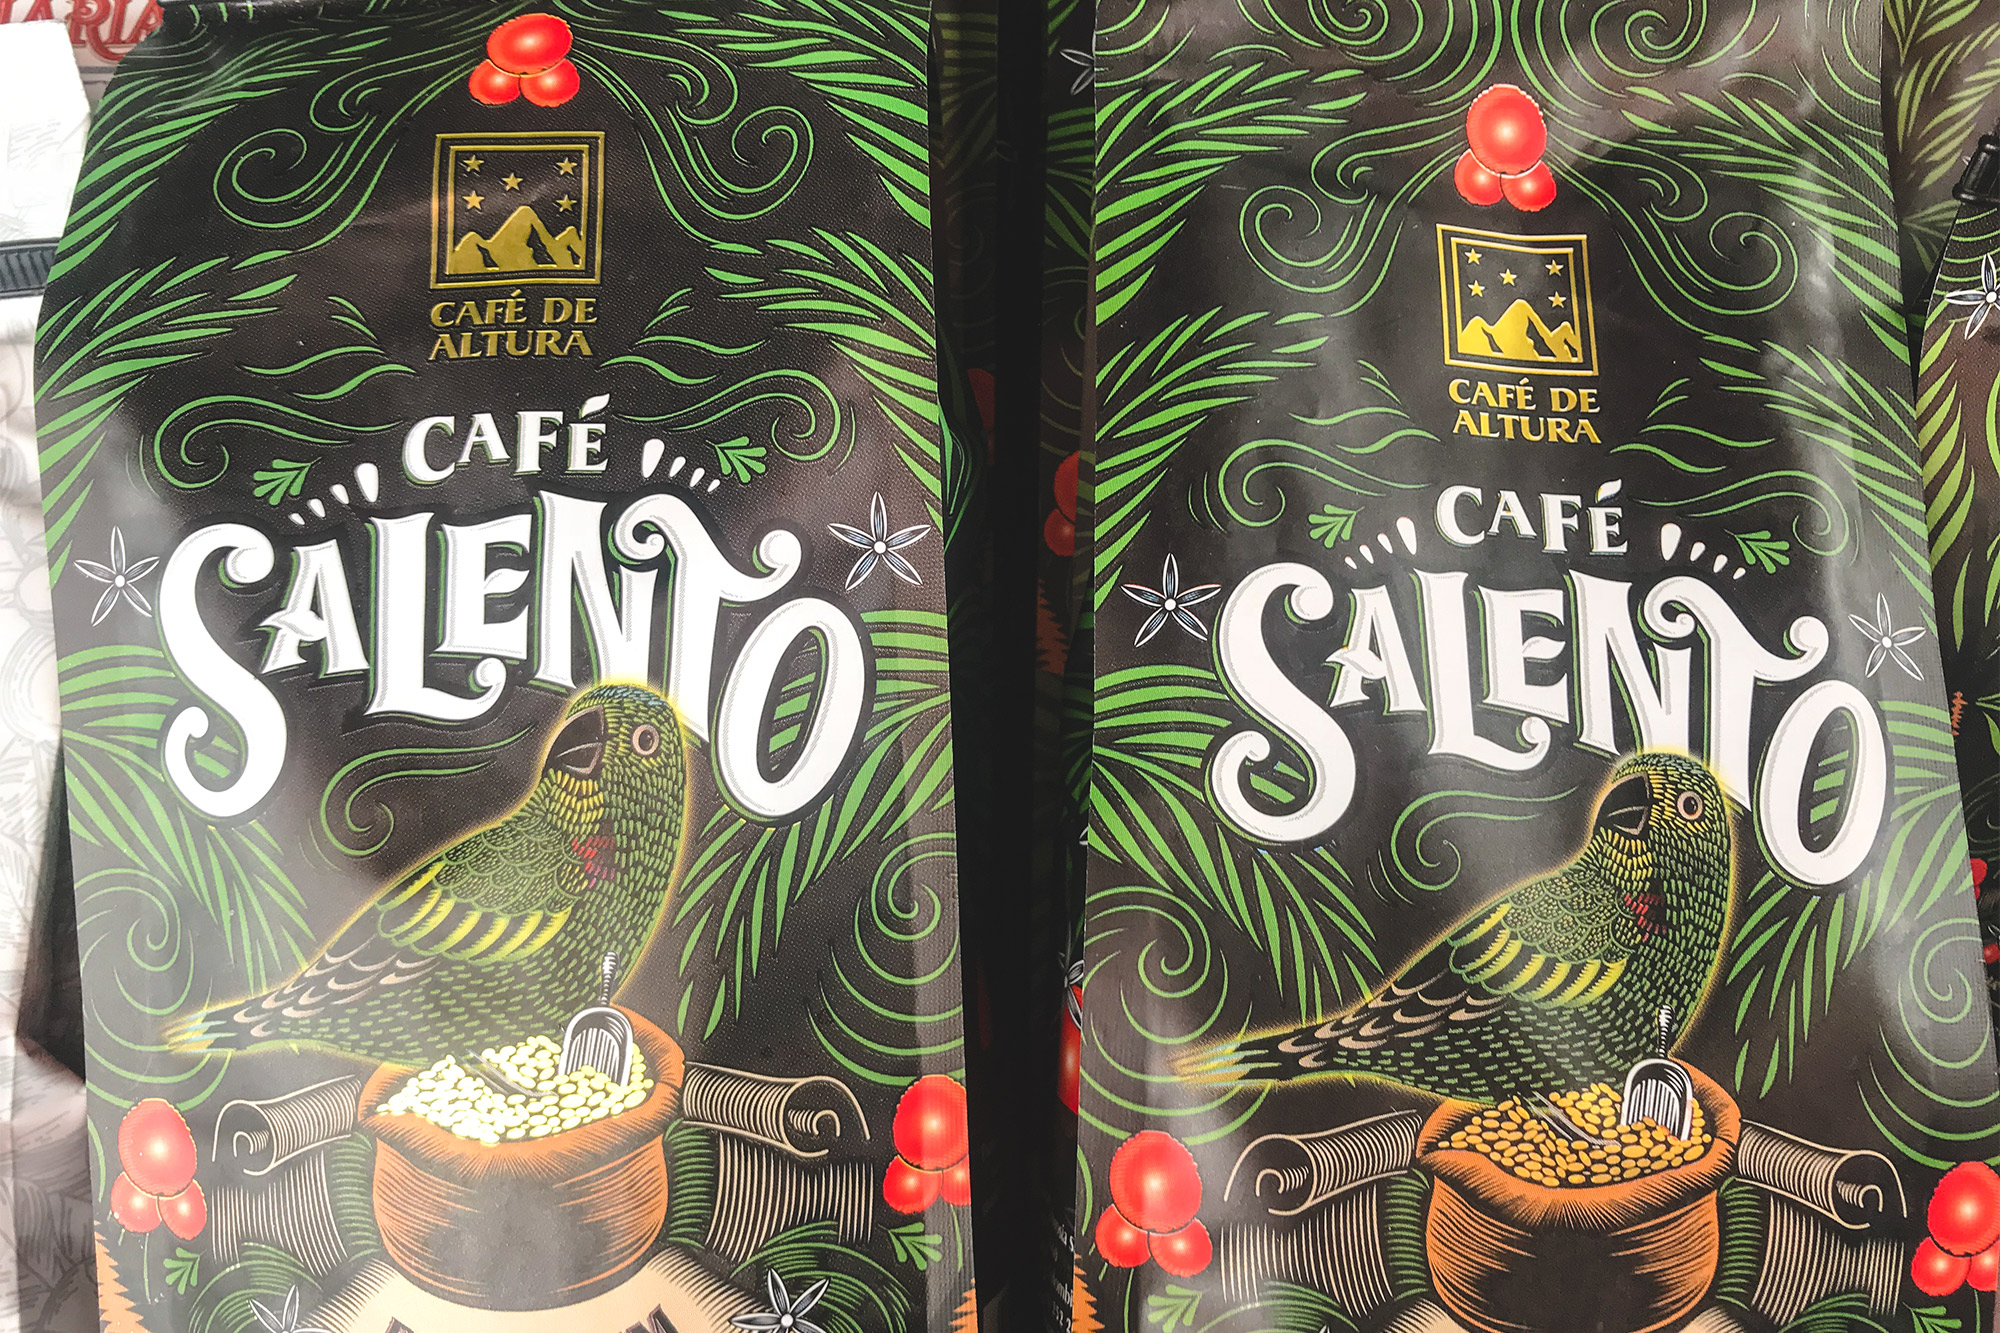 CAFÉ DE
ALTURA
CAFÉ
SALENTO
CAFÉ DE
ALTURA
CAFÉ
SALENTO